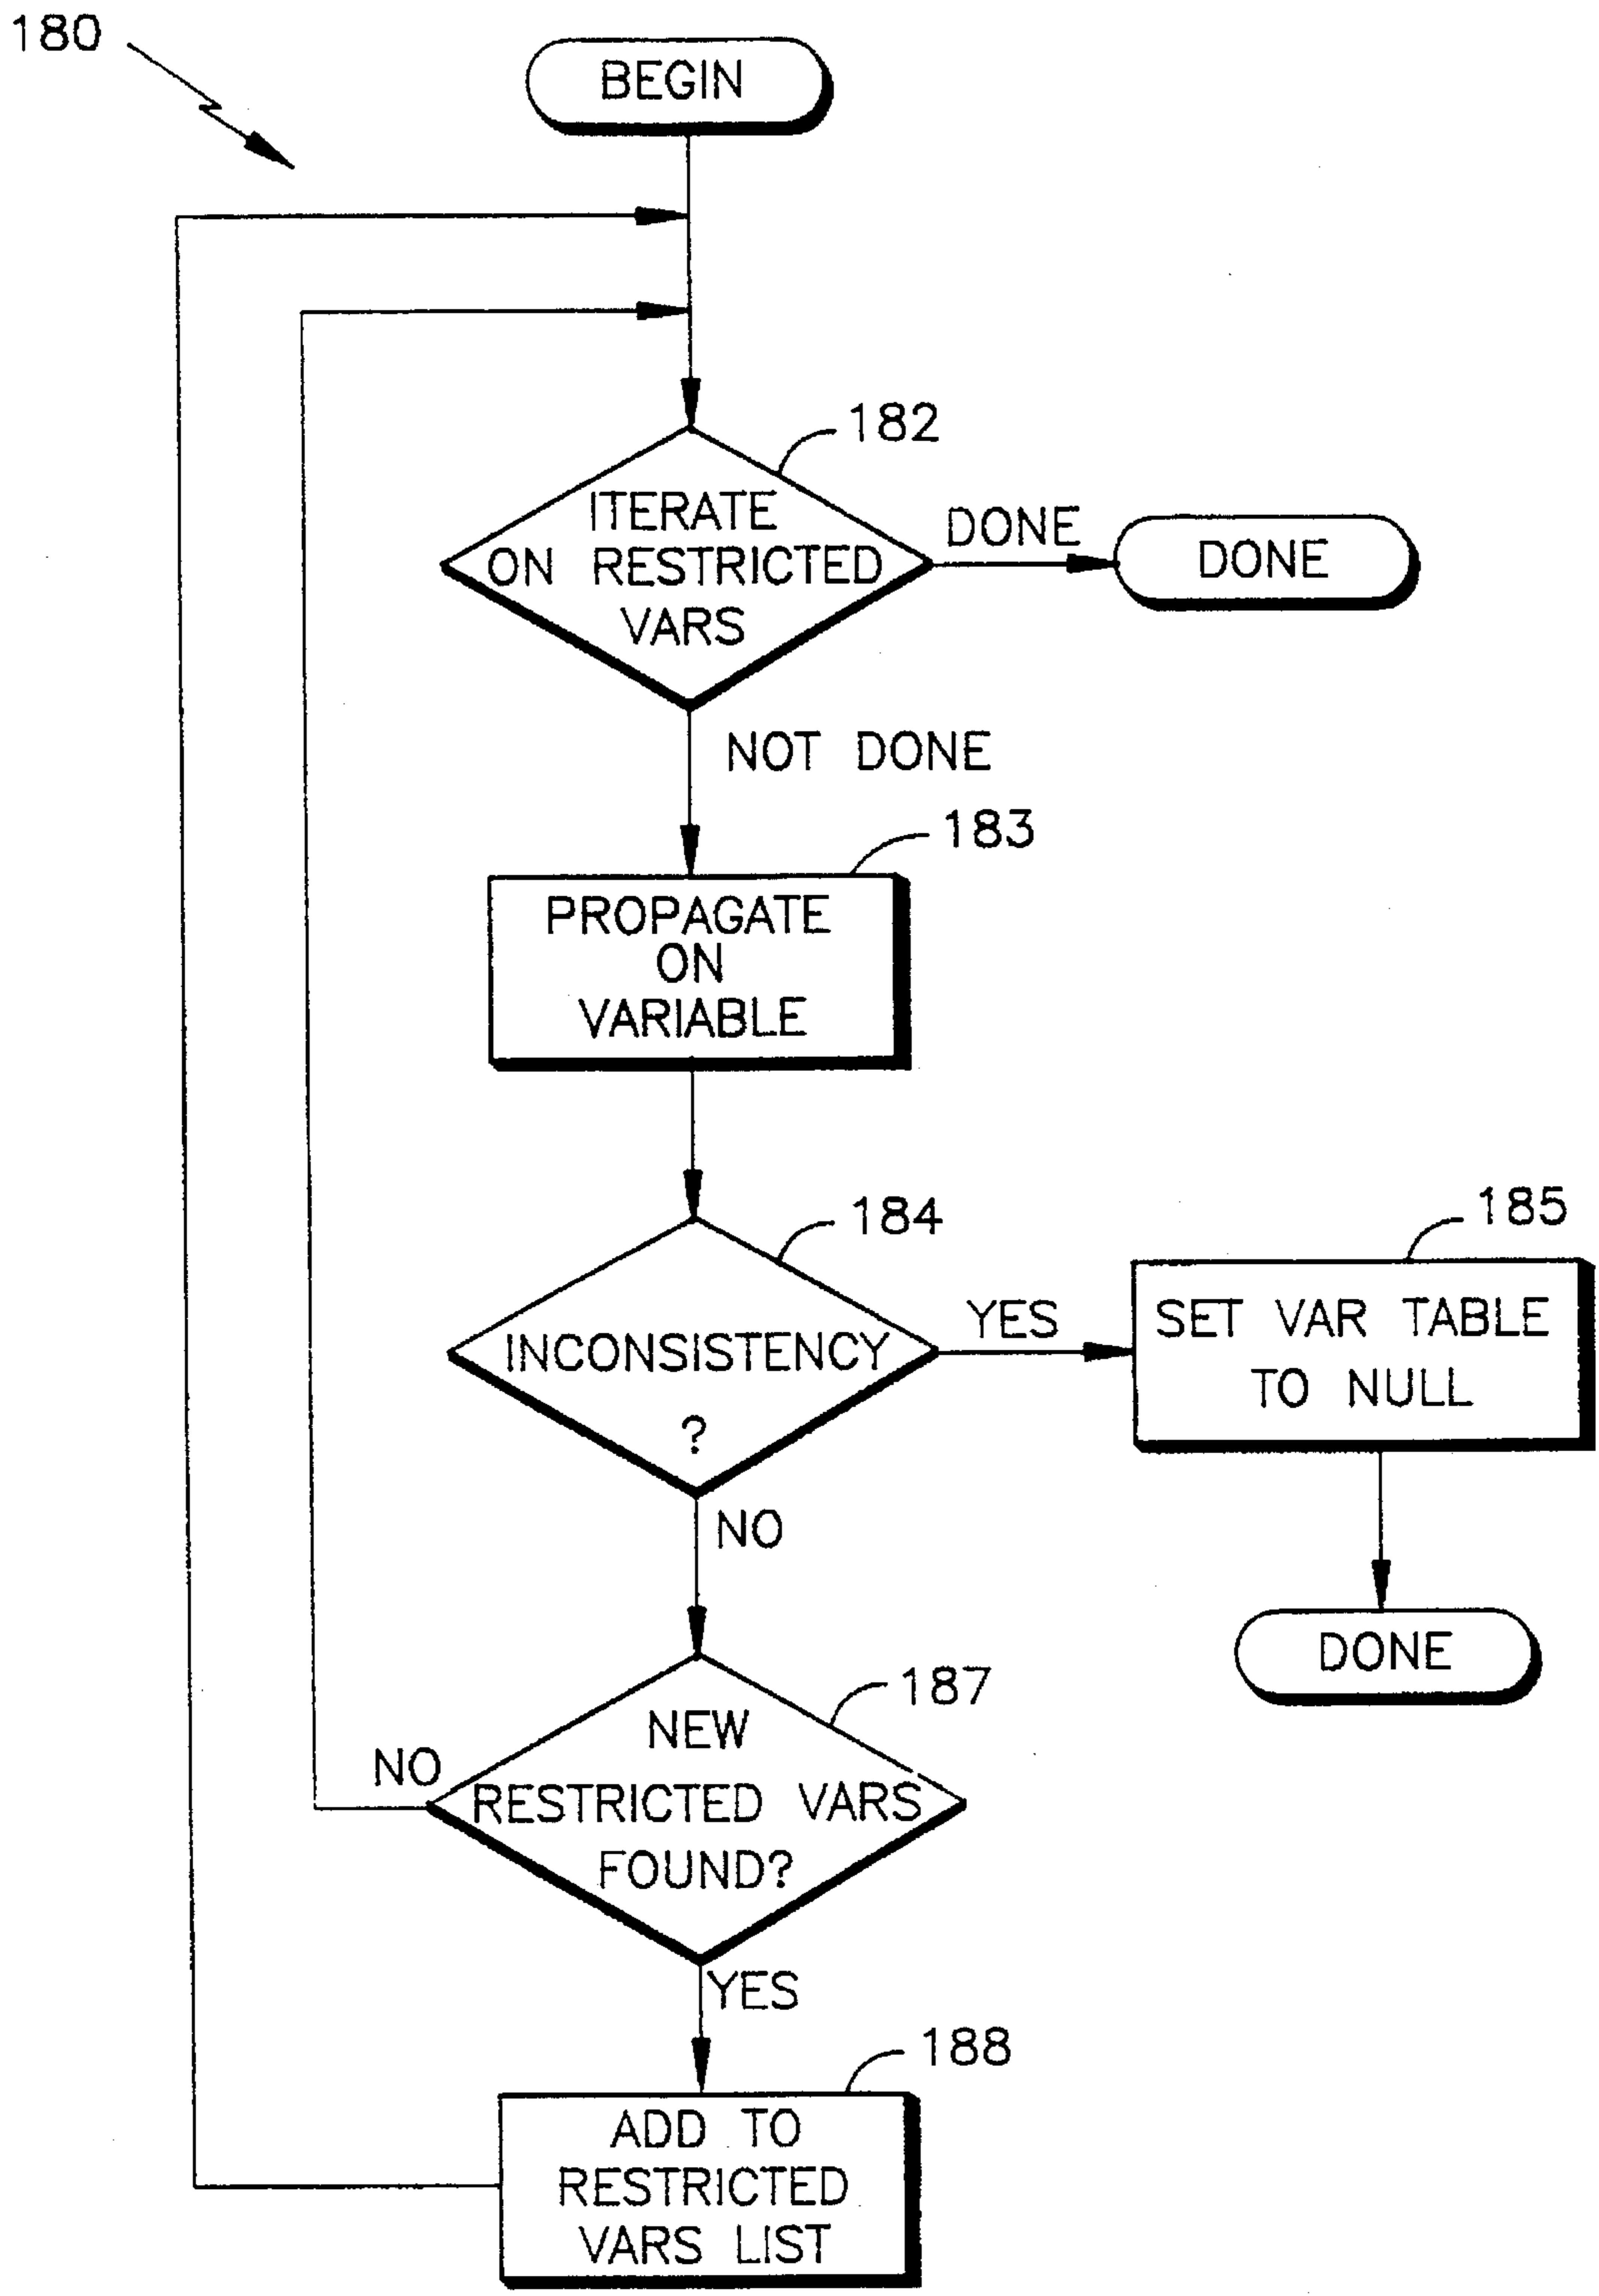 180
BEGIN
182
ITERATE
ON RESTRICTED
VARS
DONE
DONE
NOT DONE
183
PROPAGATE
ON
VARIABLE
184
INCONSISTENCY
?
YES
185
SET VAR TABLE
TO NULL
DONE
NO
187
NEW
RESTRICTED VARS
FOUND?
NO
YES
188
ADD TO
RESTRICTED
VARS LIST